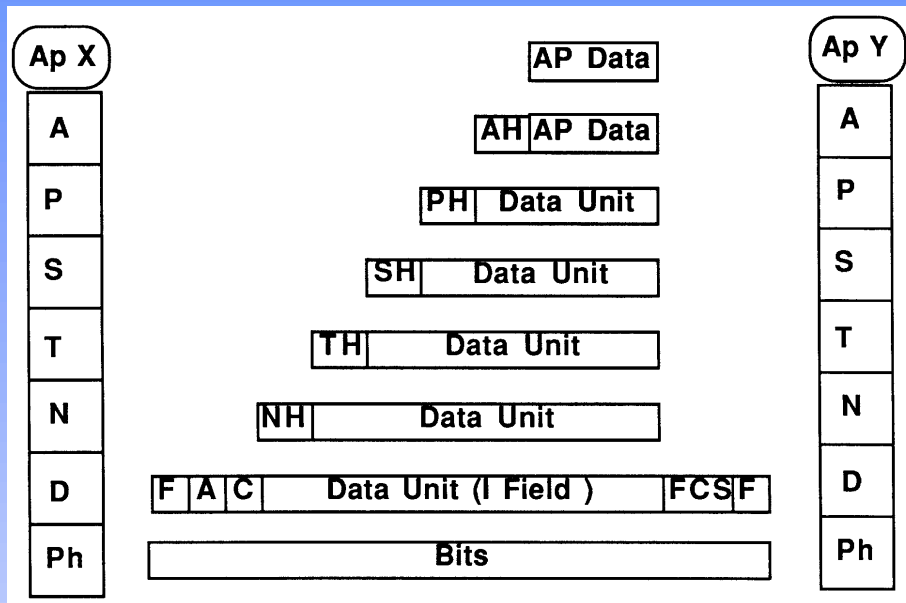 Ap X AP Data Ap Y
A AH AP Data A
P PH Data Unit P
S SH Data Unit S
T TH Data Unit T
N NH Data Unit N
D F A C Data Unit (I Field ) FCS F D
Ph Bits Ph